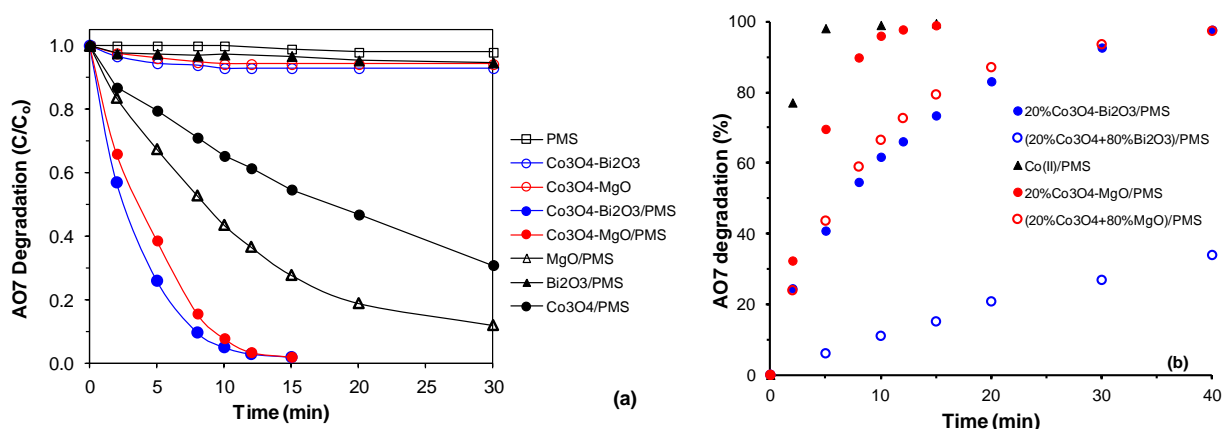 AO7 Degradation (C/Co)
1.0
0.8
0.6
0.4
0.2
0.0
0 5 10 15 20 25 30
Time (min)
(a)
PMS
Co3O4-Bi2O3
Co3O4-MgO
Co3O4-Bi2O3/PMS
Co3O4-MgO/PMS
MgO/PMS
Bi2O3/PMS
Co3O4/PMS
AO7 degradation (%)
100
80
60
40
20
0
0 10 20 30 40
Time (min)
(b)
20%Co3O4-Bi2O3/PMS
(20%Co3O4+80%Bi2O3)/PMS
Co(II)/PMS
20%Co3O4-MgO/PMS
(20%Co3O4+80%MgO)/PMS